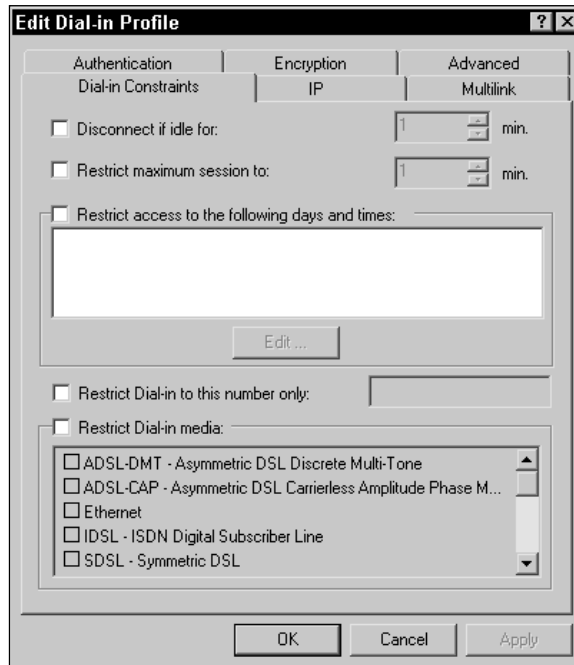 Edit Dial-in Profile
Authentication Encryption Advanced
Dial-in Constraints IP Multilink
Disconnect if idle for: 1 min.
Restrict maximum session to: 1 min.
Restrict access to the following days and times:
Edit ...
Restrict Dial-in to this number only:
Restrict Dial-in media:
ADSL-DMT - Asymmetric DSL Discrete Multi-Tone
ADSL-CAP - Asymmetric DSL Carrierless Amplitude Phase M...
Ethernet
IDSL - ISDN Digital Subscriber Line
SDSL - Symmetric DSL
OK Cancel Apply